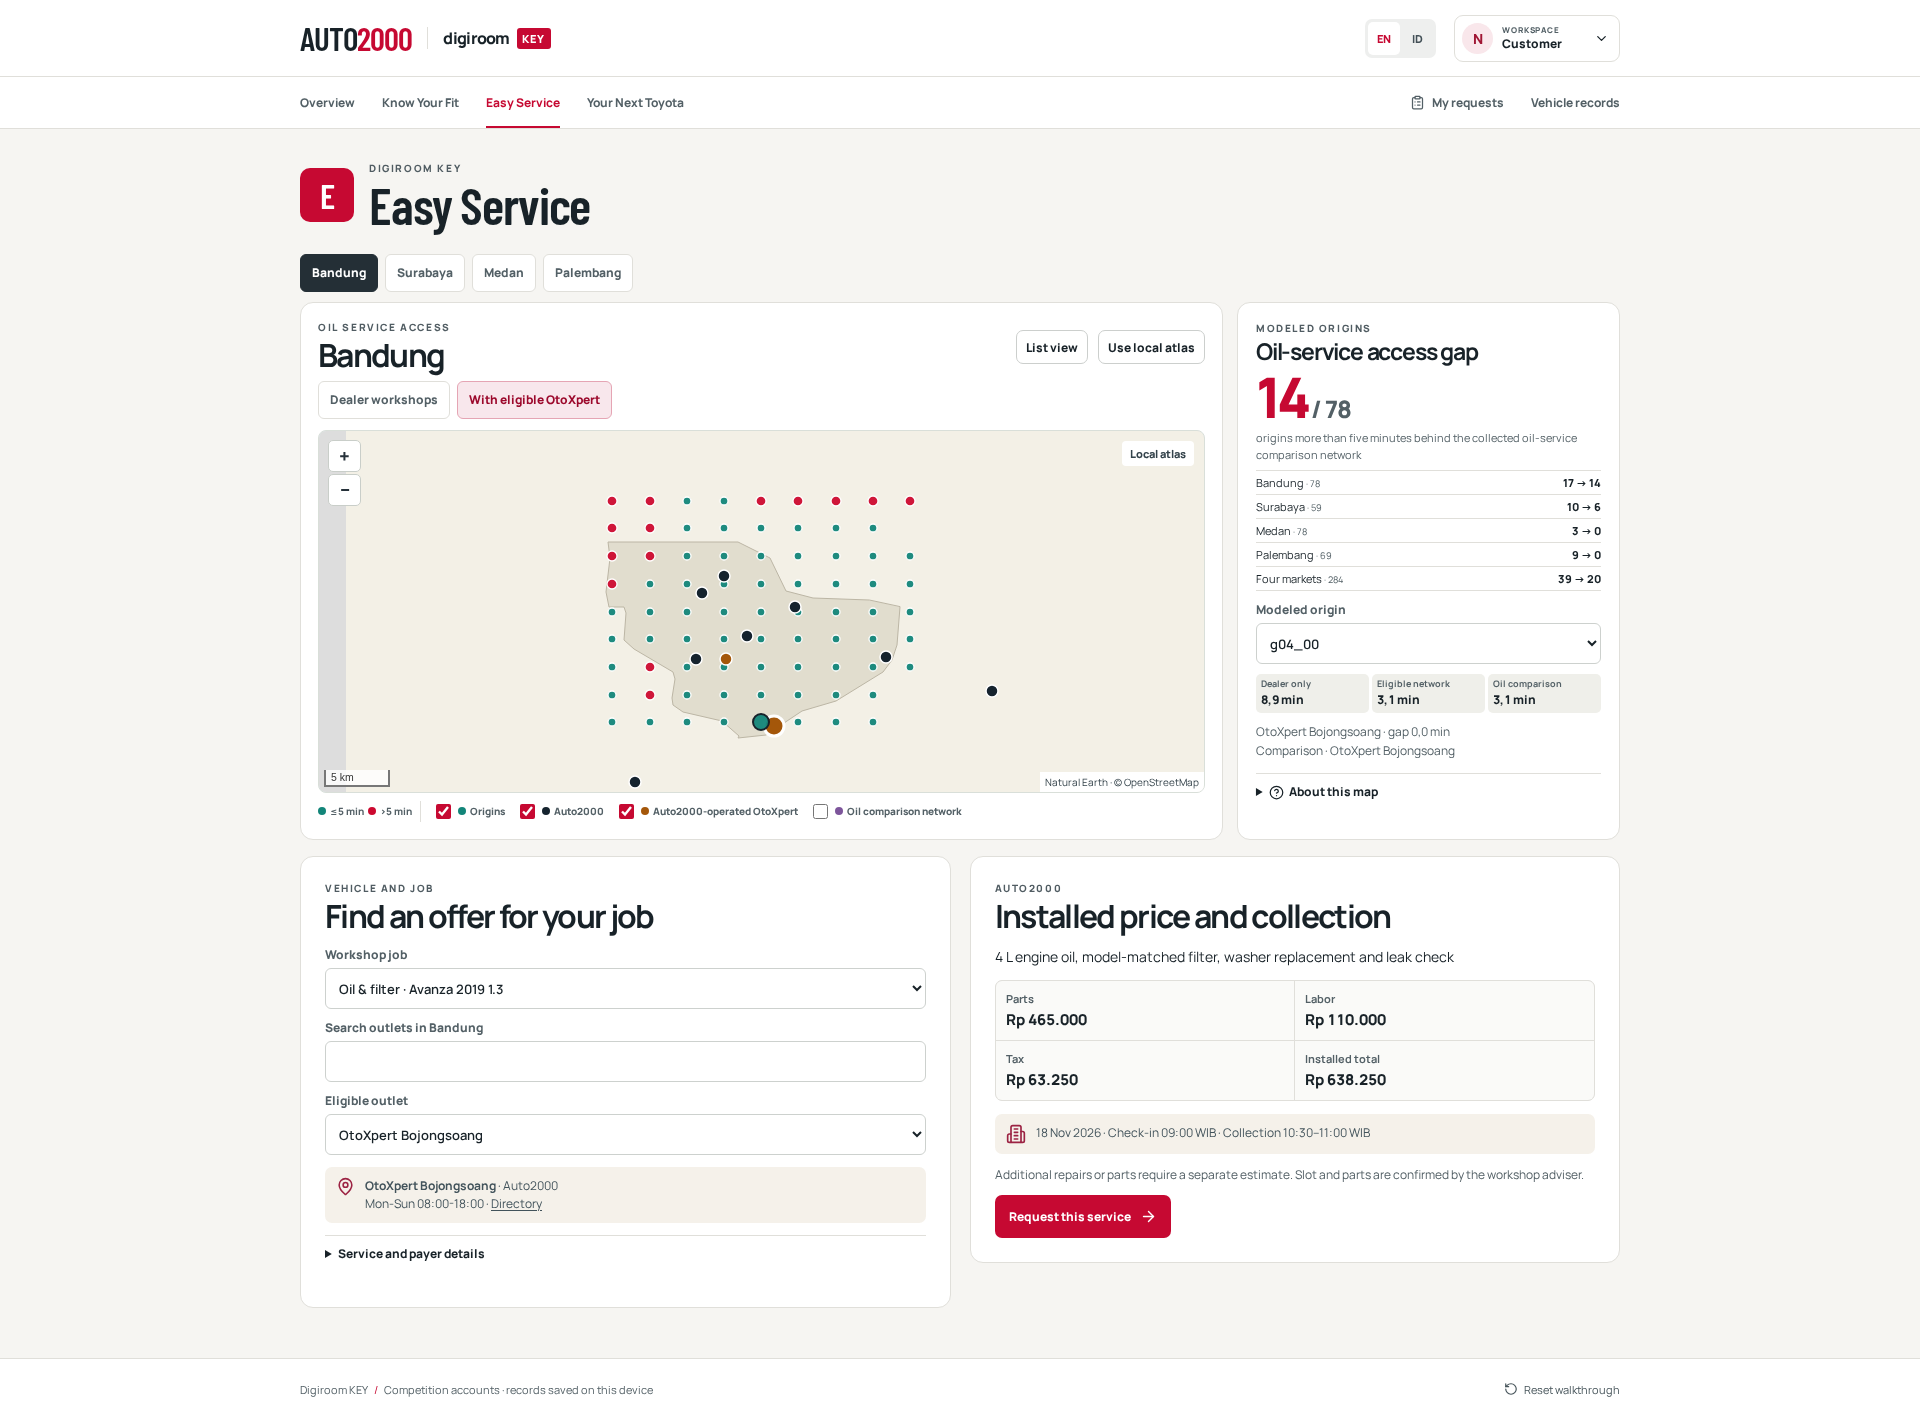 AUTO2000
digiroom KEY
EN ID
N
WORKSPACE
Customer
Overview Know Your Fit Easy Service Your Next Toyota
My requests Vehicle records
DIGIROOM KEY
E
Easy Service
Bandung Surabaya Medan Palembang
OIL SERVICE ACCESS
Bandung
List view Use local atlas
Dealer workshops With eligible OtoXpert
+
−
Local atlas
5 km
Natural Earth · © OpenStreetMap
≤5 min >5 min Origins Auto2000 Auto2000-operated OtoXpert Oil comparison network
MODELED ORIGINS
Oil-service access gap
14 / 78
origins more than five minutes behind the collected oil-service
comparison network
Bandung · 78 17 → 14
Surabaya · 59 10 → 6
Medan · 78 3 → 0
Palembang · 69 9 → 0
Four markets · 284 39 → 20
Modeled origin
g04_00
Dealer only Eligible network Oil comparison
8,9 min 3,1 min 3,1 min
OtoXpert Bojongsoang · gap 0,0 min
Comparison · OtoXpert Bojongsoang
About this map
VEHICLE AND JOB
Find an offer for your job
Workshop job
Oil & filter · Avanza 2019 1.3
Search outlets in Bandung
Eligible outlet
OtoXpert Bojongsoang
OtoXpert Bojongsoang · Auto2000
Mon-Sun 08:00-18:00 · Directory
Service and payer details
AUTO2000
Installed price and collection
4 L engine oil, model-matched filter, washer replacement and leak check
Parts Labor
Rp 465.000 Rp 110.000
Tax Installed total
Rp 63.250 Rp 638.250
18 Nov 2026 · Check-in 09:00 WIB · Collection 10:30–11:00 WIB
Additional repairs or parts require a separate estimate. Slot and parts are confirmed by the workshop adviser.
Request this service →
Digiroom KEY / Competition accounts · records saved on this device
Reset walkthrough